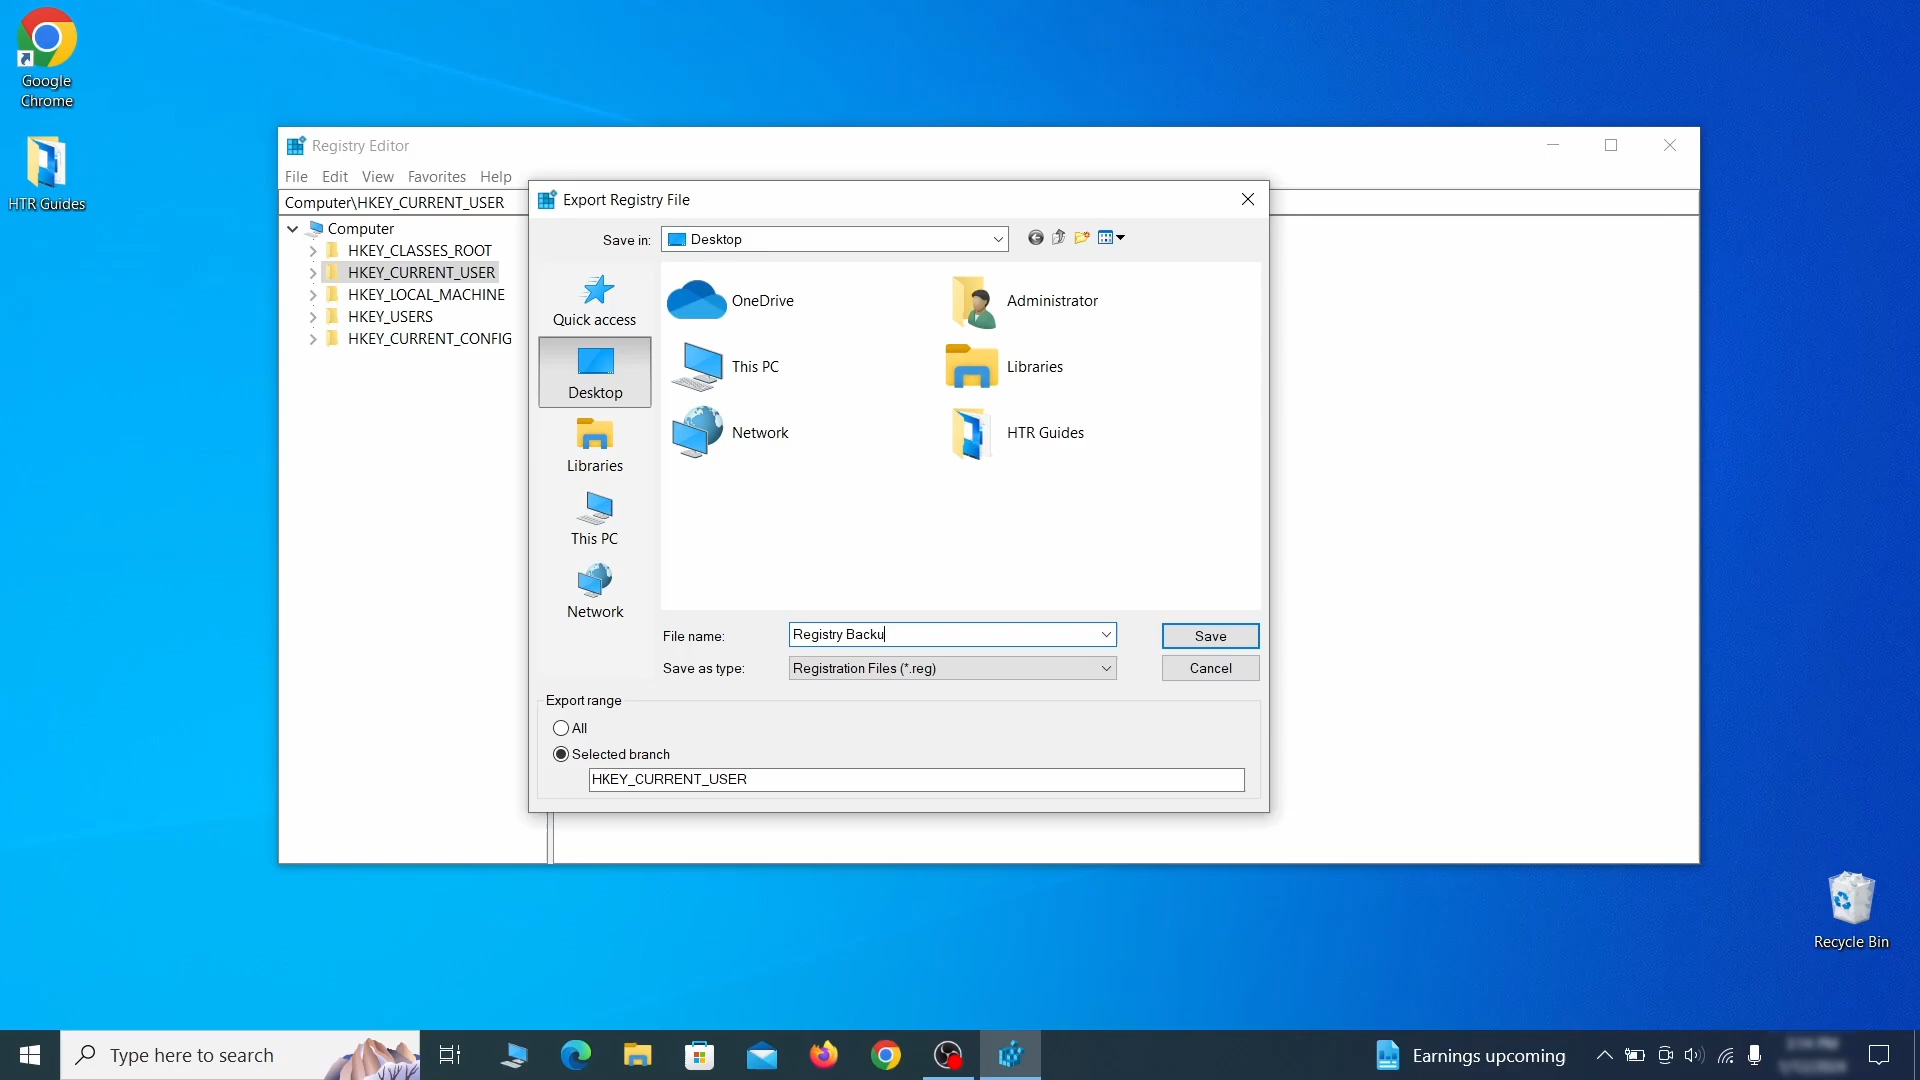 Google
Chrome
HTR Guides
Registry Editor
File Edit View Favorites Help
Computer\HKEY_CURRENT_USER
Computer
HKEY_CLASSES_ROOT
HKEY_CURRENT_USER
HKEY_LOCAL_MACHINE
HKEY_USERS
HKEY_CURRENT_CONFIG
Export Registry File
Save in: Desktop
Quick access
Desktop
Libraries
This PC
Network
OneDrive
Administrator
This PC
Libraries
Network
HTR Guides
File name: Registry Backu
Save
Save as type: Registration Files (*.reg)
Cancel
Export range
All
Selected branch
HKEY_CURRENT_USER
Recycle Bin
Type here to search
Earnings upcoming